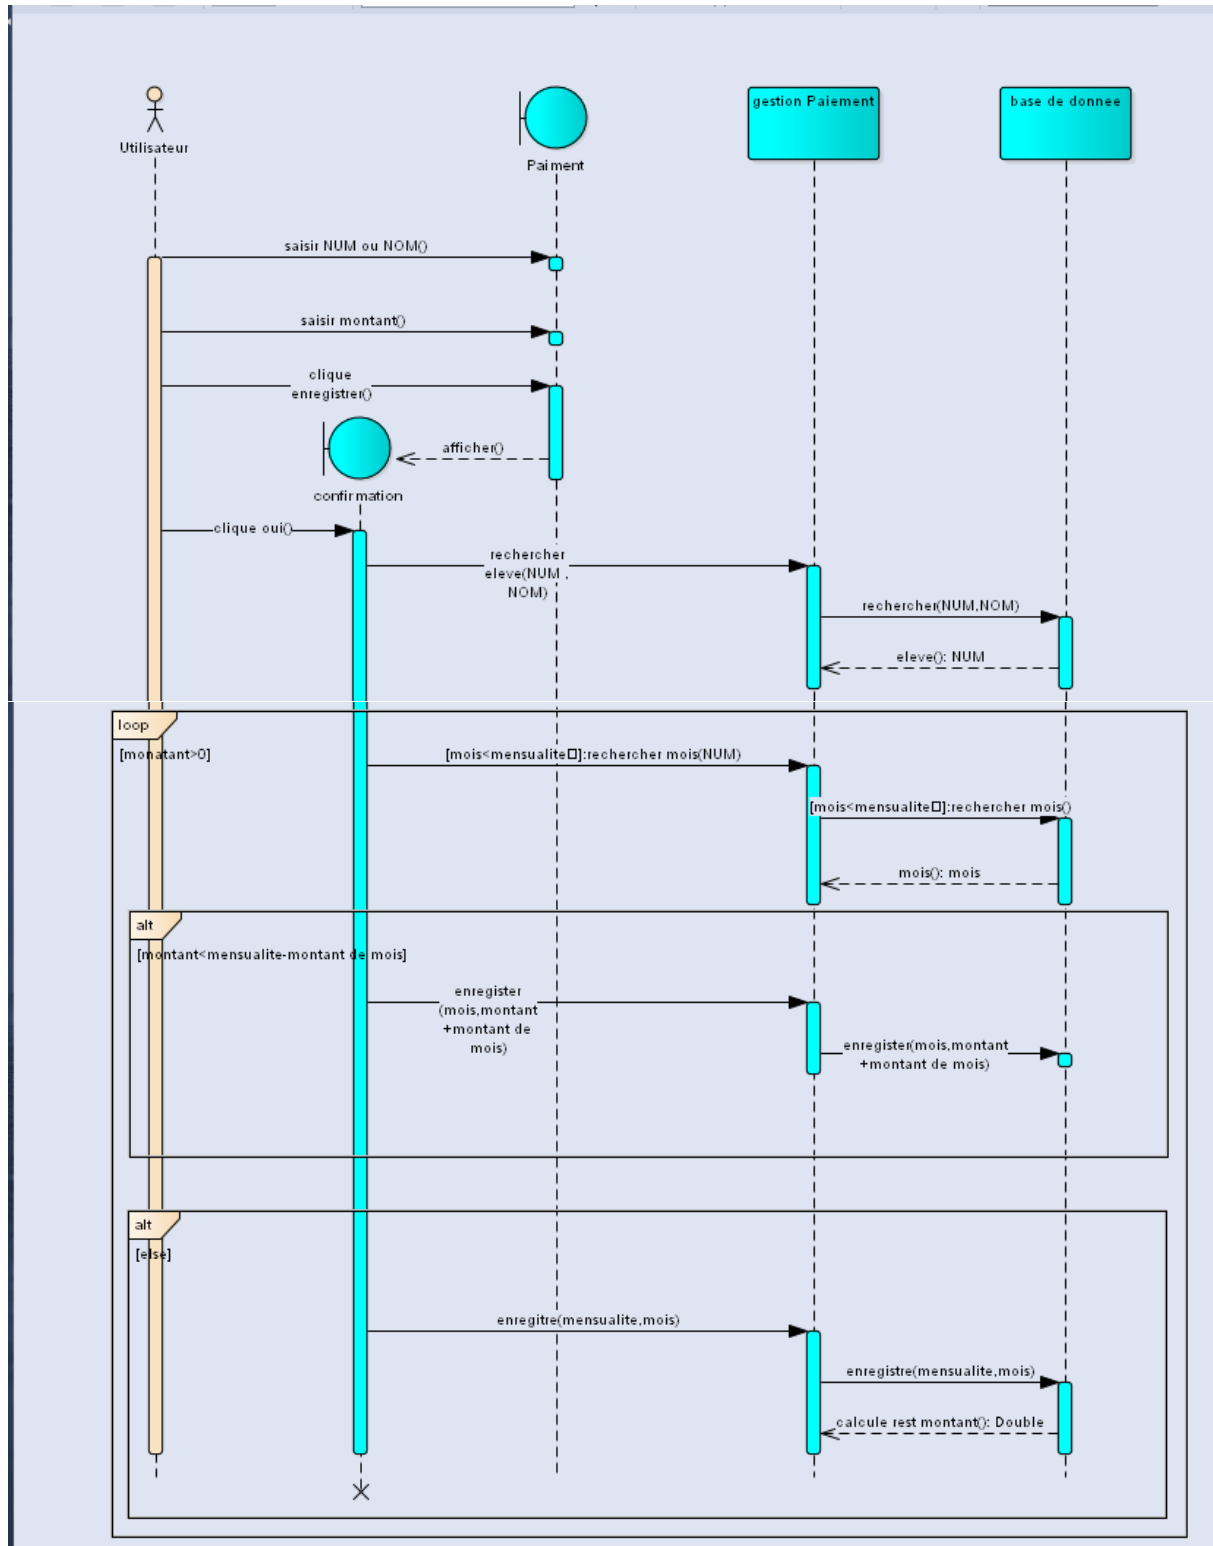 gestion Paiement
base de donnee
Utilisateur
Paiment
saisir NUM ou NOM()
saisir montant()
clique
enregistrer()
afficher()
confirmation
clique oui()
rechercher
eleve(NUM ,
NOM)
rechercher(NUM,NOM)
eleve(): NUM
loop
[monatant>0]
[mois<mensualite□]:rechercher mois(NUM)
[mois<mensualite□]:rechercher mois()
mois(): mois
alt
[montant<mensualite-montant de mois]
enregister
(mois,montant
+montant de
mois)
enregister(mois,montant
+montant de mois)
alt
[else]
enregitre(mensualite,mois)
enregistre(mensualite,mois)
calcule rest montant(): Double